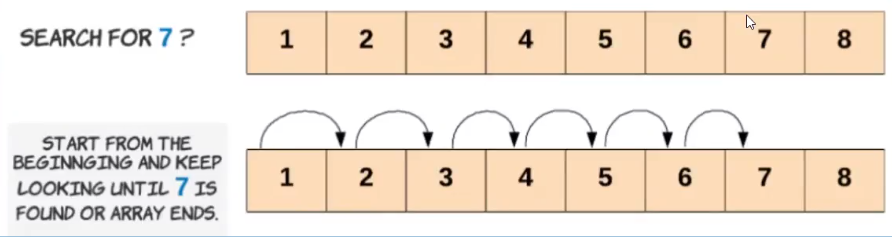 SEARCH FOR 7 ?
1 2 3 4 5 6 7 8
START FROM THE
BEGINNGING AND KEEP
LOOKING UNTIL 7 IS
FOUND OR ARRAY ENDS.
1 2 3 4 5 6 7 8